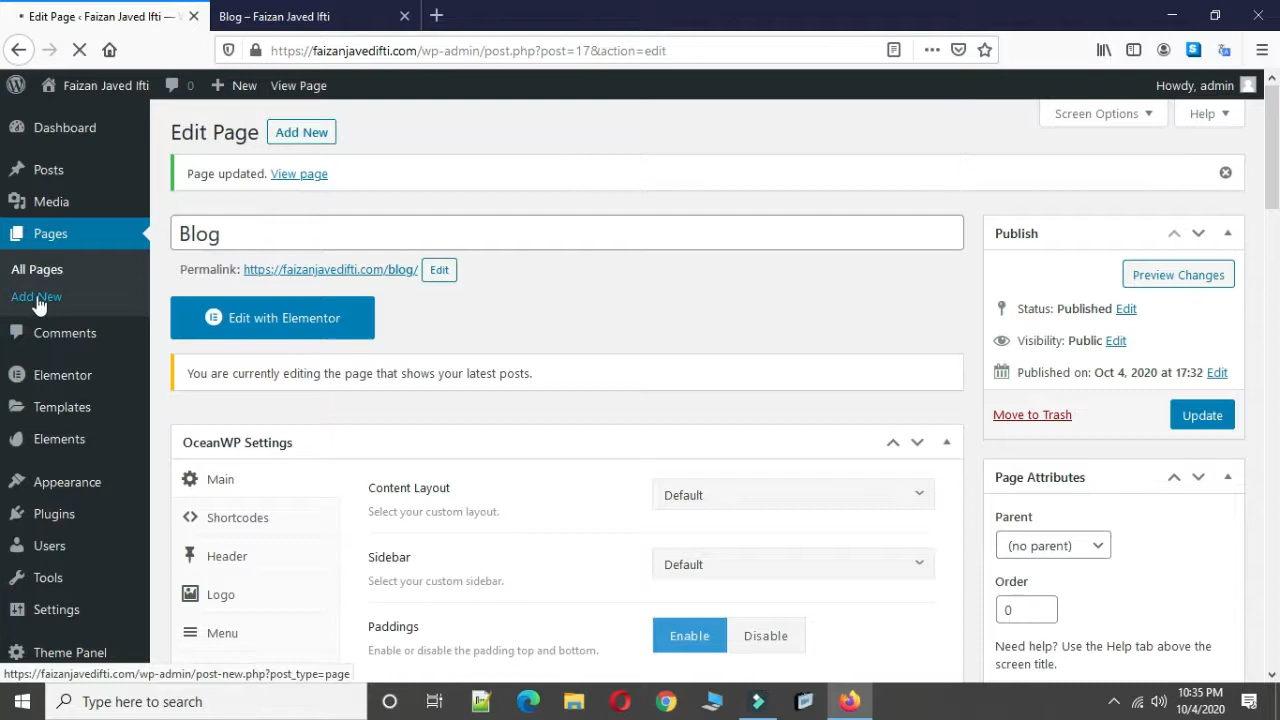 Edit Page ‹ Faizan Javed Ifti —
Blog – Faizan Javed Ifti
https://faizanjavedifti.com/wp-admin/post.php?post=17&action=edit
Faizan Javed Ifti
0
New
View Page
Howdy, admin
Dashboard
Posts
Media
Pages
All Pages
Add New
Comments
Elementor
Templates
Elements
Appearance
Plugins
Users
Tools
Settings
Theme Panel
Edit Page
Add New
Screen Options
Help
Page updated. View page
Blog
Permalink: https://faizanjavedifti.com/blog/ Edit
Edit with Elementor
You are currently editing the page that shows your latest posts.
OceanWP Settings
Main
Shortcodes
Header
Logo
Menu
Content Layout
Select your custom layout.
Default
Sidebar
Select your custom sidebar.
Default
Paddings
Enable or disable the padding top and bottom.
Enable
Disable
Publish
Preview Changes
Status: Published Edit
Visibility: Public Edit
Published on: Oct 4, 2020 at 17:32 Edit
Move to Trash
Update
Page Attributes
Parent
(no parent)
Order
0
Need help? Use the Help tab above the
screen title.
https://faizanjavedifti.com/wp-admin/post-new.php?post_type=page
Type here to search
10:35 PM
10/4/2020